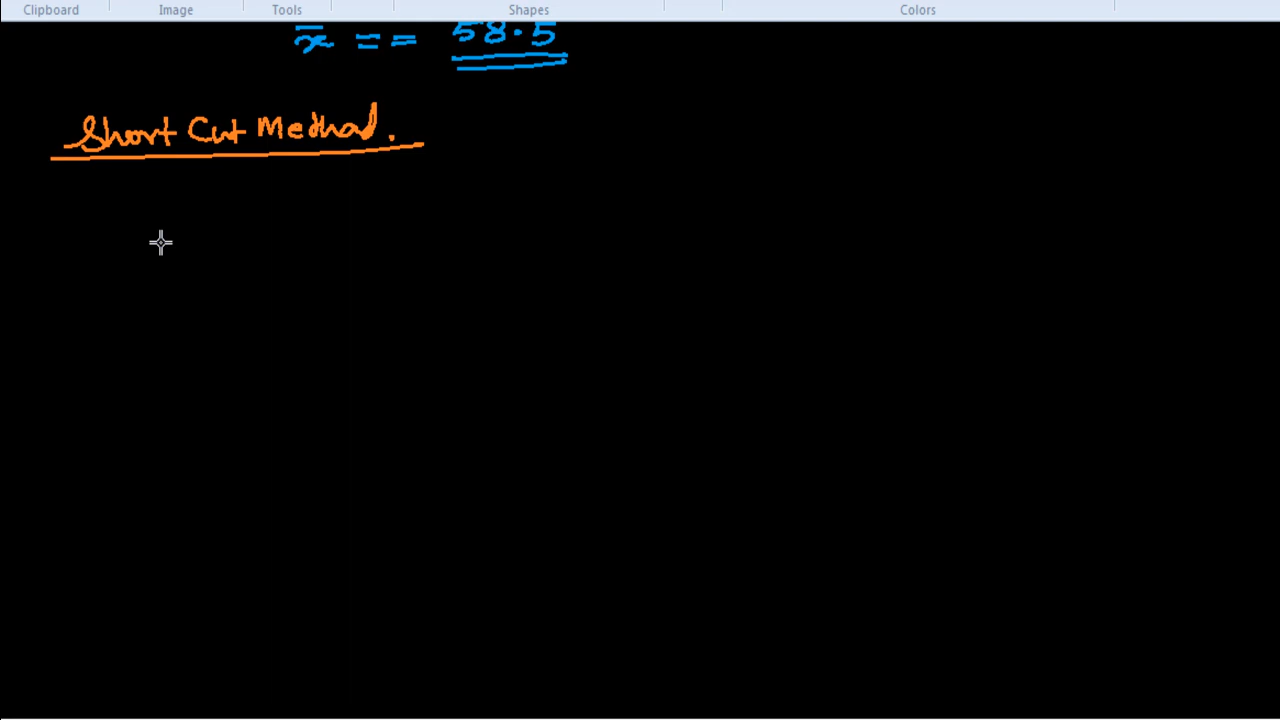 Clipboard Image Tools Shapes Colors
x̄ = = 58.5
Short Cut Method.